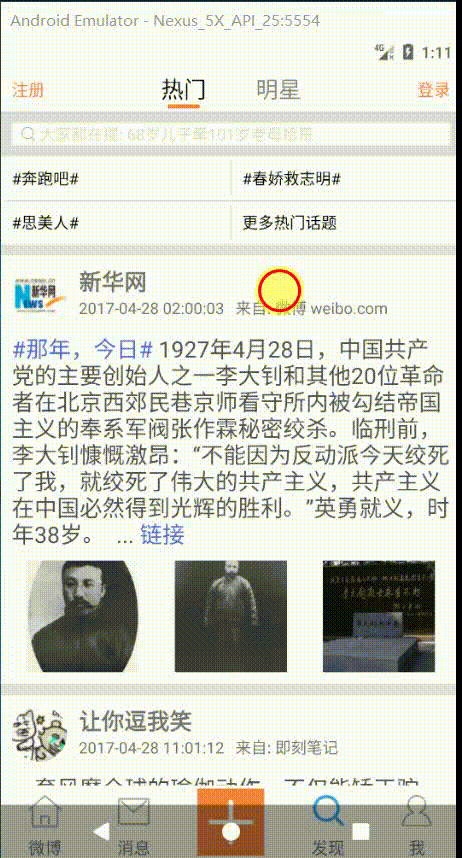 Android Emulator - Nexus_5X_API_25:5554
4G 1:11
注册 热门 明星 登录
大家都在搜: 68岁儿子牵101岁老母拾荒
#奔跑吧# #春娇救志明#
#思美人# 更多热门话题
新华网
2017-04-28 02:00:03 来自: 微博 weibo.com
#那年，今日# 1927年4月28日，中国共产
党的主要创始人之一李大钊和其他20位革命
者在北京西郊民巷京师看守所内被勾结帝国
主义的奉系军阀张作霖秘密绞杀。临刑前，
李大钊慷慨激昂：“不能因为反动派今天绞死
了我，就绞死了伟大的共产主义，共产主义
在中国必然得到光辉的胜利。”英勇就义，时
年38岁。 ... 链接
让你逗我笑
2017-04-28 11:01:12 来自: 即刻笔记
微博 消息 发现 我